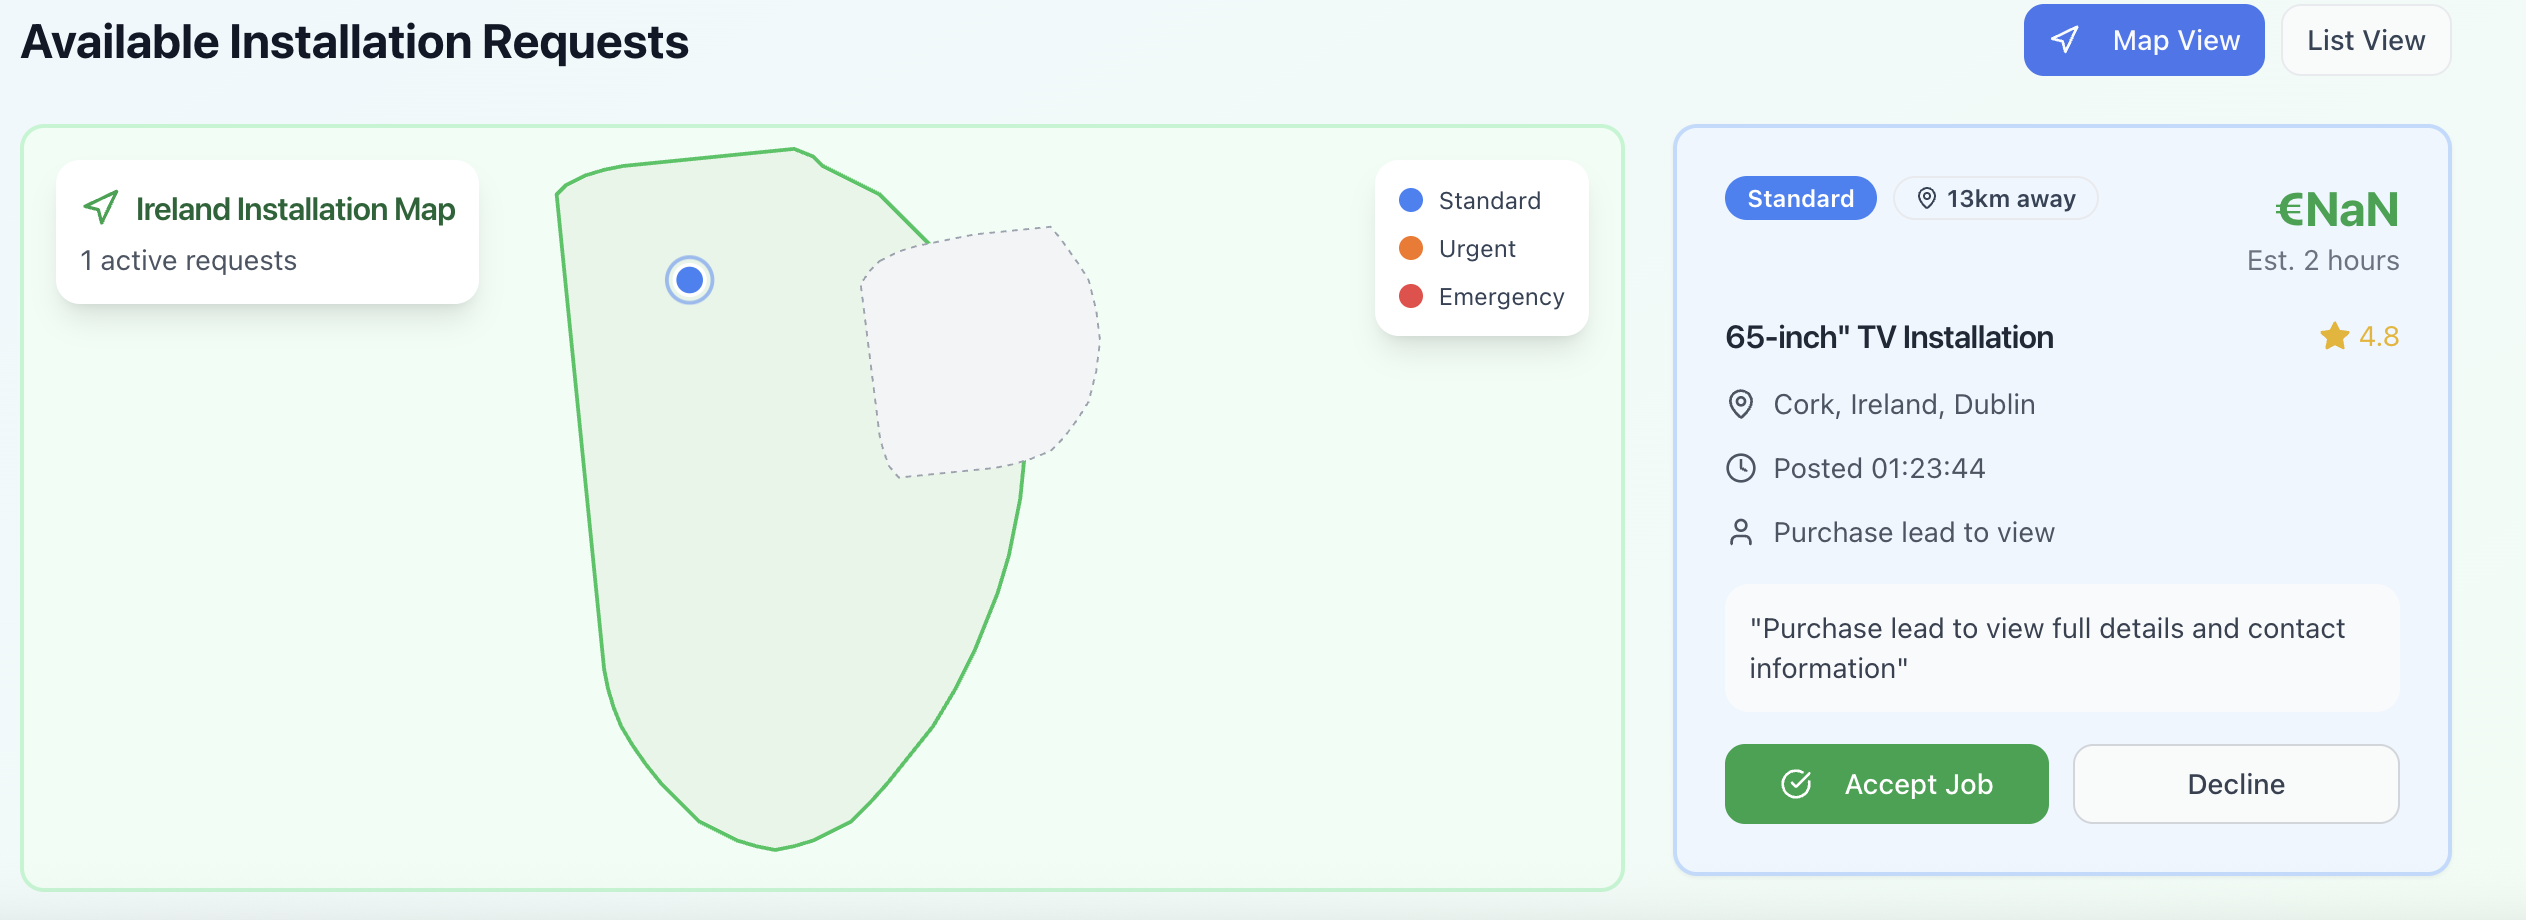 Available Installation Requests
Map View
List View
Ireland Installation Map
1 active requests
Standard
Urgent
Emergency
Standard
13km away
€NaN
Est. 2 hours
65-inch" TV Installation
4.8
Cork, Ireland, Dublin
Posted 01:23:44
Purchase lead to view
"Purchase lead to view full details and contact
information"
Accept Job
Decline